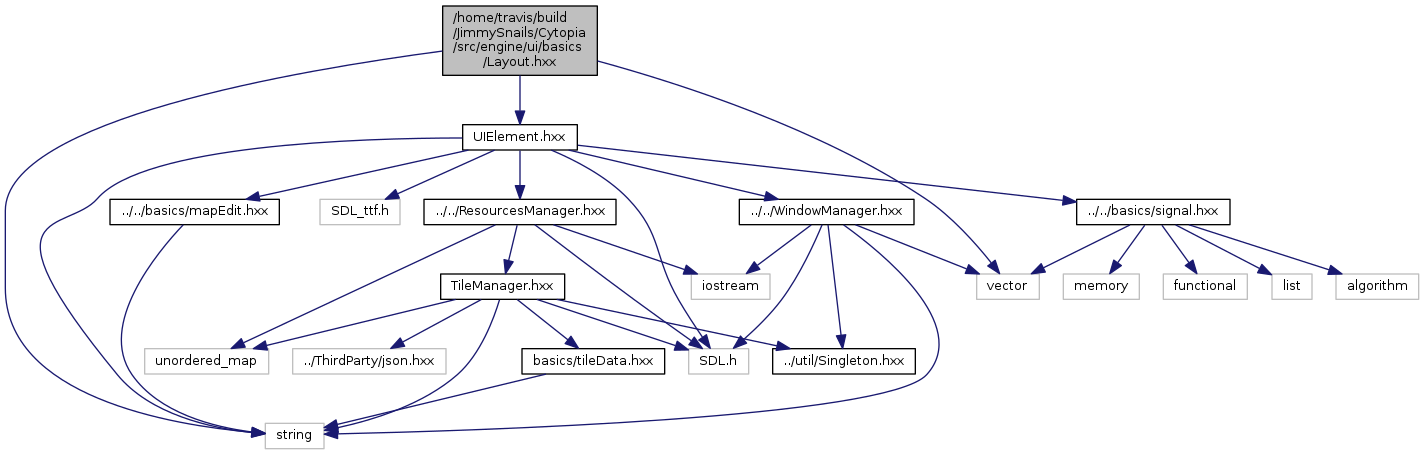 /home/travis/build
/JimmySnails/Cytopia
/src/engine/ui/basics
/Layout.hxx
UIElement.hxx
../../basics/mapEdit.hxx
SDL_ttf.h
../../ResourcesManager.hxx
../../WindowManager.hxx
../../basics/signal.hxx
TileManager.hxx
iostream
vector
memory
functional
list
algorithm
unordered_map
../ThirdParty/json.hxx
basics/tileData.hxx
SDL.h
../util/Singleton.hxx
string